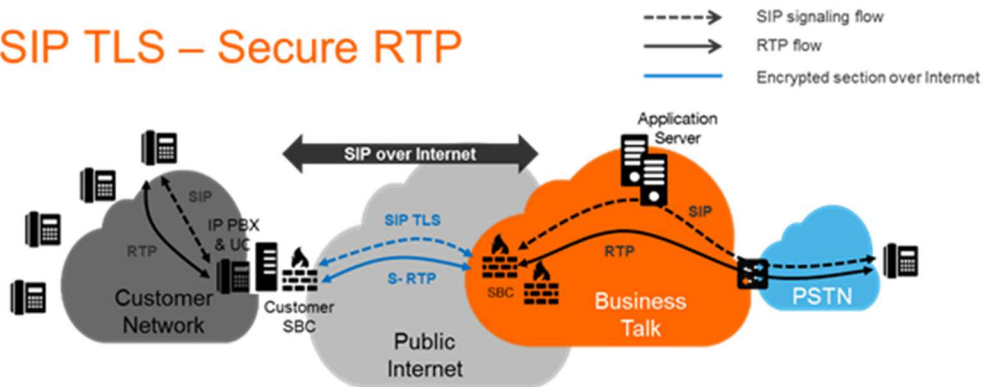 SIP TLS – Secure RTP
SIP signaling flow
RTP flow
Encrypted section over Internet
Application
Server
SIP over Internet
SIP
IP PBX
& UC
RTP
SIP TLS
S- RTP
SIP
RTP
Customer
Network
Customer
SBC
SBC
Public
Internet
Business
Talk
PSTN